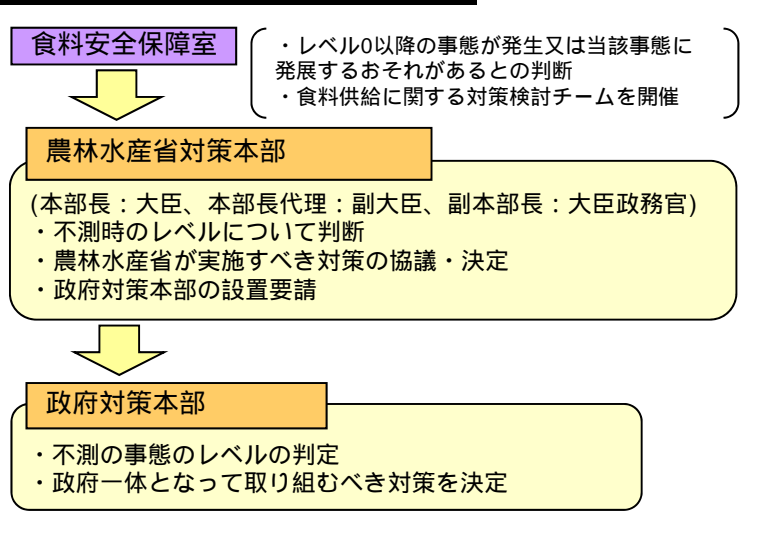 食料安全保障室
・レベル0以降の事態が発生又は当該事態に
発展するおそれがあるとの判断
・食料供給に関する対策検討チームを開催
農林水産省対策本部
(本部長：大臣、本部長代理：副大臣、副本部長：大臣政務官)
・不測時のレベルについて判断
・農林水産省が実施すべき対策の協議・決定
・政府対策本部の設置要請
政府対策本部
・不測の事態のレベルの判定
・政府一体となって取り組むべき対策を決定